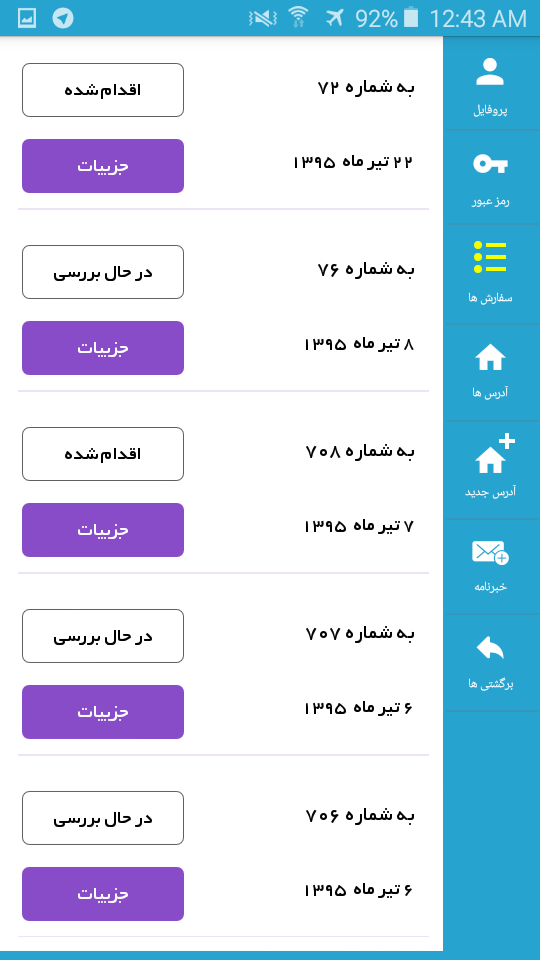 92% 12:43 AM
پروفایل
رمز عبور
سفارش ها
آدرس ها
آدرس جدید
خبرنامه
برگشتی ها
به شماره ۷۲
اقدام شده
۲۲ تیر ماه ۱۳۹۵
جزییات
به شماره ۷۶
در حال بررسی
۸ تیر ماه ۱۳۹۵
جزییات
به شماره ۷۰۸
اقدام شده
۷ تیر ماه ۱۳۹۵
جزییات
به شماره ۷۰۷
در حال بررسی
۶ تیر ماه ۱۳۹۵
جزییات
به شماره ۷۰۶
در حال بررسی
۶ تیر ماه ۱۳۹۵
جزییات